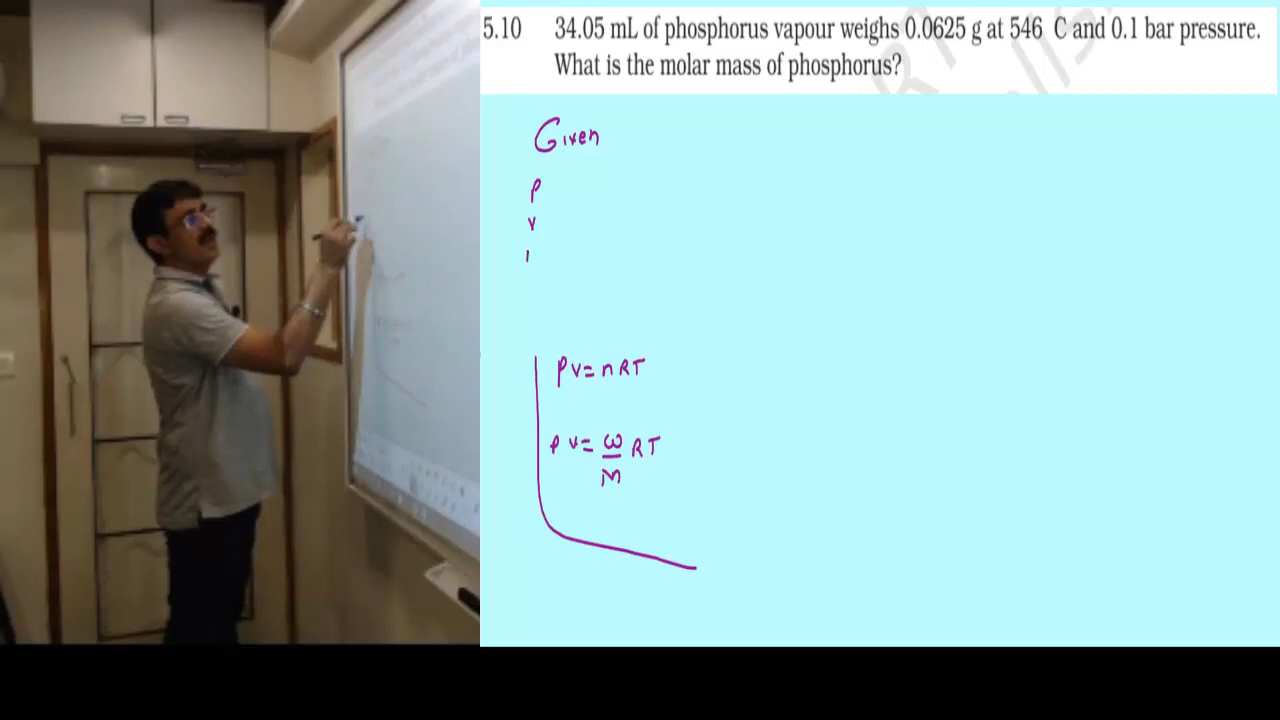 5.10 34.05 mL of phosphorus vapour weighs 0.0625 g at 546 C and 0.1 bar pressure.
What is the molar mass of phosphorus?
Given
P
V
PV = nRT
PV = w/M RT